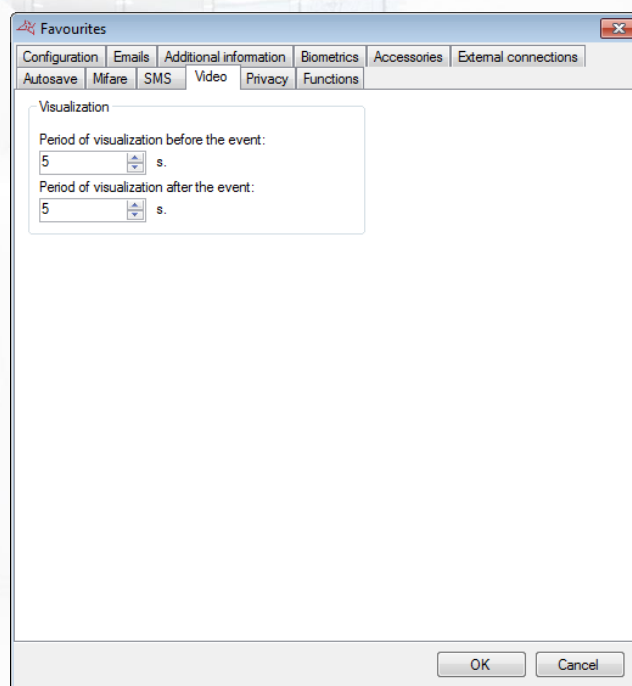 Favourites
Configuration Emails Additional information Biometrics Accessories External connections
Autosave Mifare SMS Video Privacy Functions
Visualization
Period of visualization before the event:
5 s.
Period of visualization after the event:
5 s.
OK Cancel